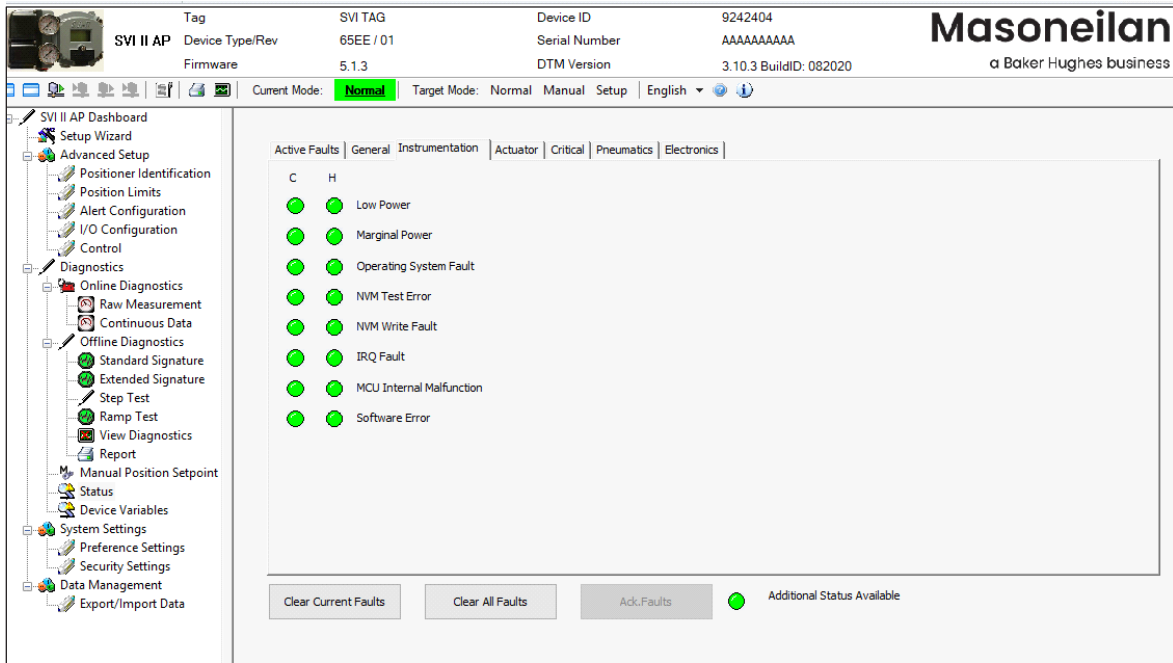 Tag SVI TAG Device ID 9242404
SVI II AP Device Type/Rev 65EE / 01 Serial Number AAAAAAAAAA
Firmware 5.1.3 DTM Version 3.10.3 BuildID: 082020
Masoneilan
a Baker Hughes business
Current Mode: Normal Target Mode: Normal Manual Setup English
SVI II AP Dashboard
Setup Wizard
Advanced Setup
Positioner Identification
Position Limits
Alert Configuration
I/O Configuration
Control
Diagnostics
Online Diagnostics
Raw Measurement
Continuous Data
Offline Diagnostics
Standard Signature
Extended Signature
Step Test
Ramp Test
View Diagnostics
Report
Manual Position Setpoint
Status
Device Variables
System Settings
Preference Settings
Security Settings
Data Management
Export/Import Data
Active Faults General Instrumentation Actuator Critical Pneumatics Electronics
C H
Low Power
Marginal Power
Operating System Fault
NVM Test Error
NVM Write Fault
IRQ Fault
MCU Internal Malfunction
Software Error
Clear Current Faults Clear All Faults Ack.Faults Additional Status Available